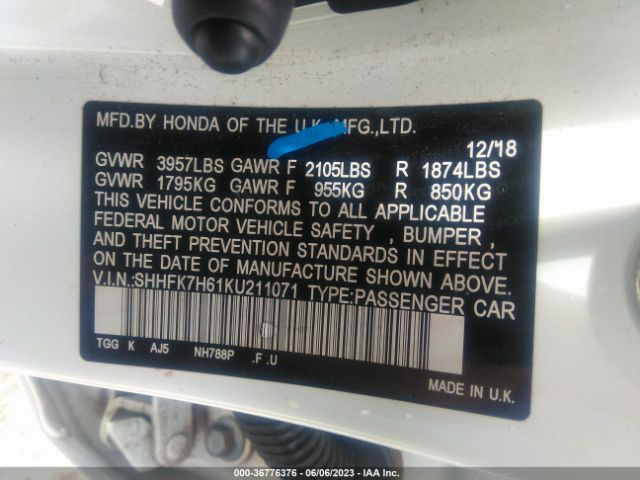 MFD.BY HONDA OF THE U.K. MFG.,LTD.
12/18
GVWR 3957LBS GAWR F 2105LBS R 1874LBS
GVWR 1795KG GAWR F 955KG R 850KG
THIS VEHICLE CONFORMS TO ALL APPLICABLE
FEDERAL MOTOR VEHICLE SAFETY , BUMPER ,
AND THEFT PREVENTION STANDARDS IN EFFECT
ON THE DATE OF MANUFACTURE SHOWN ABOVE.
V.I.N.:SHHFK7H61KU211071 TYPE:PASSENGER CAR
TGG K AJ5 NH788P .F .U
MADE IN U.K.
000-36776376 - 06/06/2023 - IAA Inc.